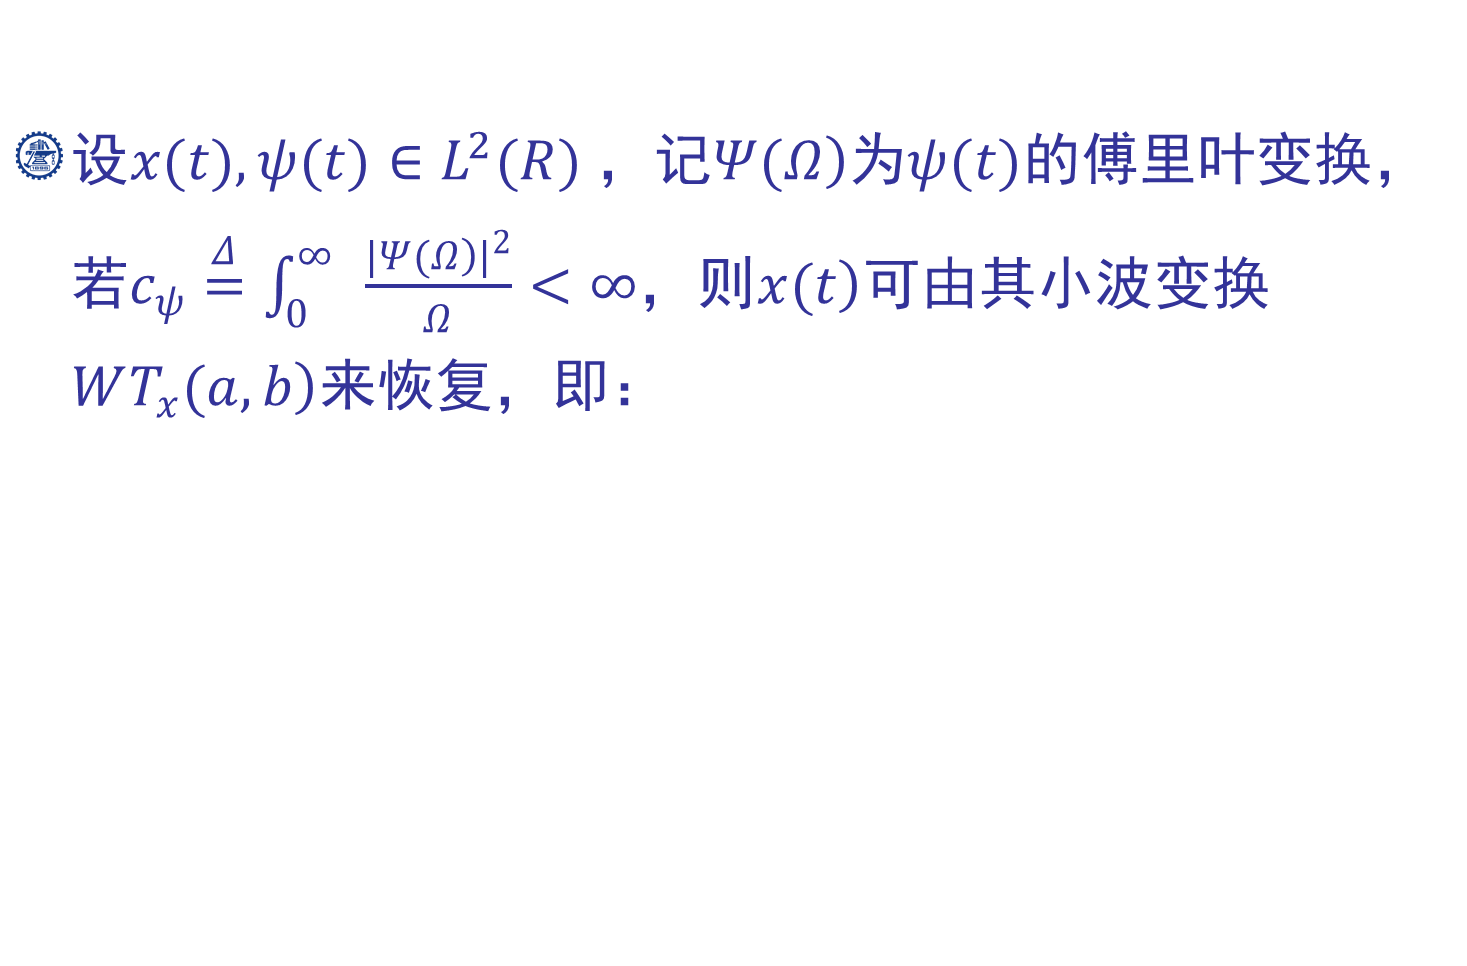 设x(t), ψ(t) ∈ L²(R)，记Ψ(Ω)为ψ(t)的傅里叶变换，
若c_ψ ≜ ∫₀^∞ |Ψ(Ω)|²/Ω < ∞，则x(t)可由其小波变换
WTₓ(a, b)来恢复，即：